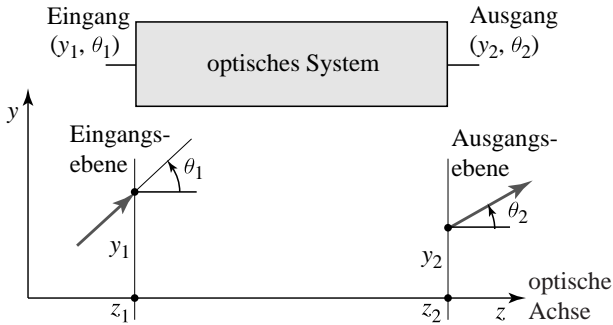 Eingang
(y1, θ1)
optisches System
Ausgang
(y2, θ2)
y
Eingangs-
ebene
θ1
Ausgangs-
ebene
θ2
y1
y2
z1
z2
z
optische
Achse